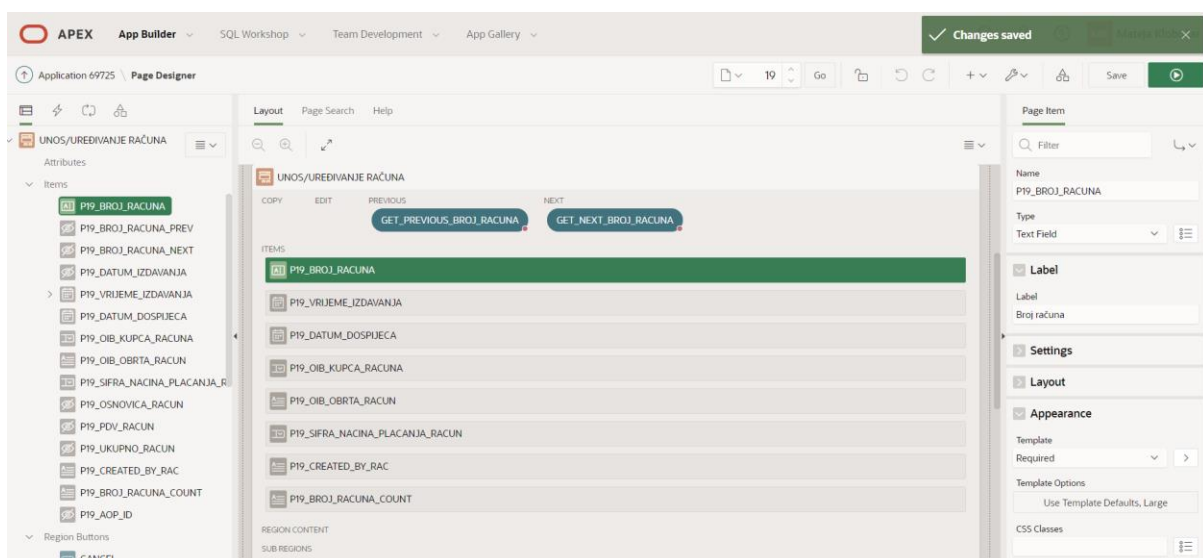 APEX App Builder SQL Workshop Team Development App Gallery Changes saved
Application 69725 \ Page Designer 19 Go Save
UNOS/UREĐIVANJE RAČUNA
Attributes
Items
P19_BROJ_RACUNA
P19_BROJ_RACUNA_PREV
P19_BROJ_RACUNA_NEXT
P19_DATUM_IZDAVANJA
P19_VRIJEME_IZDAVANJA
P19_DATUM_DOSPIJECA
P19_OIB_KUPCA_RACUNA
P19_OIB_OBRTA_RACUN
P19_SIFRA_NACINA_PLACANJA_R
P19_OSNOVICA_RACUN
P19_PDV_RACUN
P19_UKUPNO_RACUN
P19_CREATED_BY_RAC
P19_BROJ_RACUNA_COUNT
P19_AOP_ID
Region Buttons
CANCEL
Layout Page Search Help
UNOS/UREĐIVANJE RAČUNA
COPY EDIT PREVIOUS NEXT
GET_PREVIOUS_BROJ_RACUNA GET_NEXT_BROJ_RACUNA
ITEMS
P19_BROJ_RACUNA
P19_VRIJEME_IZDAVANJA
P19_DATUM_DOSPIJECA
P19_OIB_KUPCA_RACUNA
P19_OIB_OBRTA_RACUN
P19_SIFRA_NACINA_PLACANJA_RACUN
P19_CREATED_BY_RAC
P19_BROJ_RACUNA_COUNT
REGION CONTENT
SUB REGIONS
Page Item
Filter
Name
P19_BROJ_RACUNA
Type
Text Field
Label
Label
Broj računa
Settings
Layout
Appearance
Template
Required
Template Options
Use Template Defaults, Large
CSS Classes